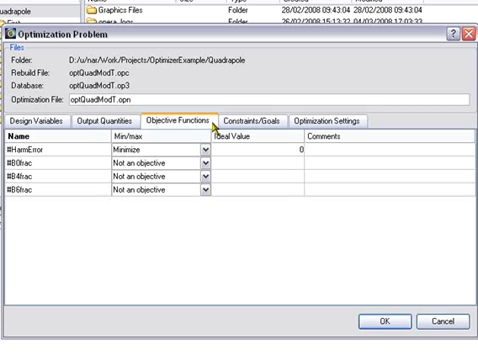 Graphics Files Folder 28/02/2008 09:43:04 28/02/2008 09:43:04
opera_logs Folder 26/02/2008 15:13:32 04/03/2008 17:03:33
Optimization Problem
Files
Folder: D:/u/nar/Work/Projects/OptimizerExample/Quadrapole
Rebuild File: optQuadModT.opc
Database: optQuadModT.op3
Optimization File: optQuadModT.opn
Design Variables Output Quantities Objective Functions Constraints/Goals Optimization Settings
Name Min/max Ideal Value Comments
#HarmError Minimize 0
#B0frac Not an objective
#B4frac Not an objective
#B6frac Not an objective
OK Cancel